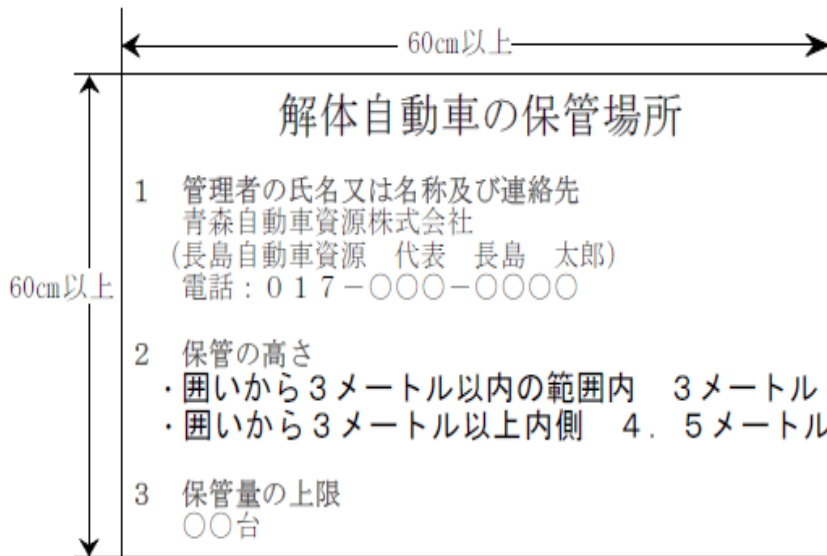 60cm以上
解体自動車の保管場所
1 管理者の氏名又は名称及び連絡先
青森自動車資源株式会社
(長島自動車資源 代表 長島 太郎)
電話：０１７－○○○－○○○○
60cm以上
2 保管の高さ
・囲いから３メートル以内の範囲内 ３メートル
・囲いから３メートル以上内側 ４．５メートル
3 保管量の上限
○○台